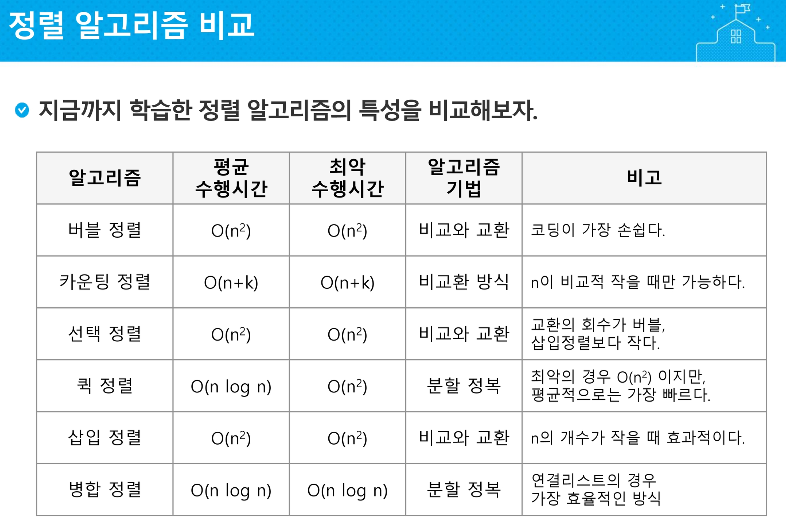 정렬 알고리즘 비교
지금까지 학습한 정렬 알고리즘의 특성을 비교해보자.
알고리즘 평균 수행시간 최악 수행시간 알고리즘 기법 비고
버블 정렬 O(n²) O(n²) 비교와 교환 코딩이 가장 손쉽다.
카운팅 정렬 O(n+k) O(n+k) 비교환 방식 n이 비교적 작을 때만 가능하다.
선택 정렬 O(n²) O(n²) 비교와 교환 교환의 회수가 버블,
삽입정렬보다 작다.
퀵 정렬 O(n log n) O(n²) 분할 정복 최악의 경우 O(n²) 이지만,
평균적으로는 가장 빠르다.
삽입 정렬 O(n²) O(n²) 비교와 교환 n의 개수가 작을 때 효과적이다.
병합 정렬 O(n log n) O(n log n) 분할 정복 연결리스트의 경우
가장 효율적인 방식